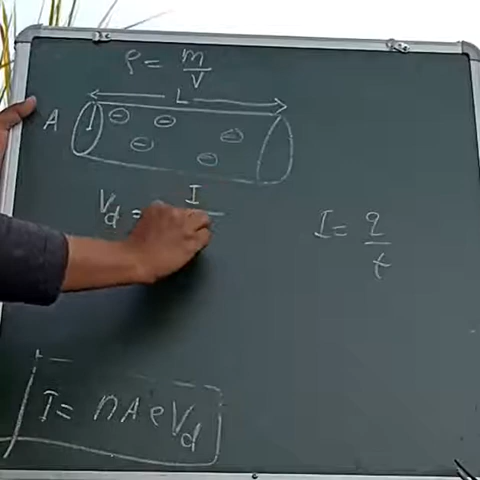 ρ = m/V
L
A
⊖ ⊖ ⊖ ⊖ ⊖
V_d = I
I = q/t
I = nAeV_d